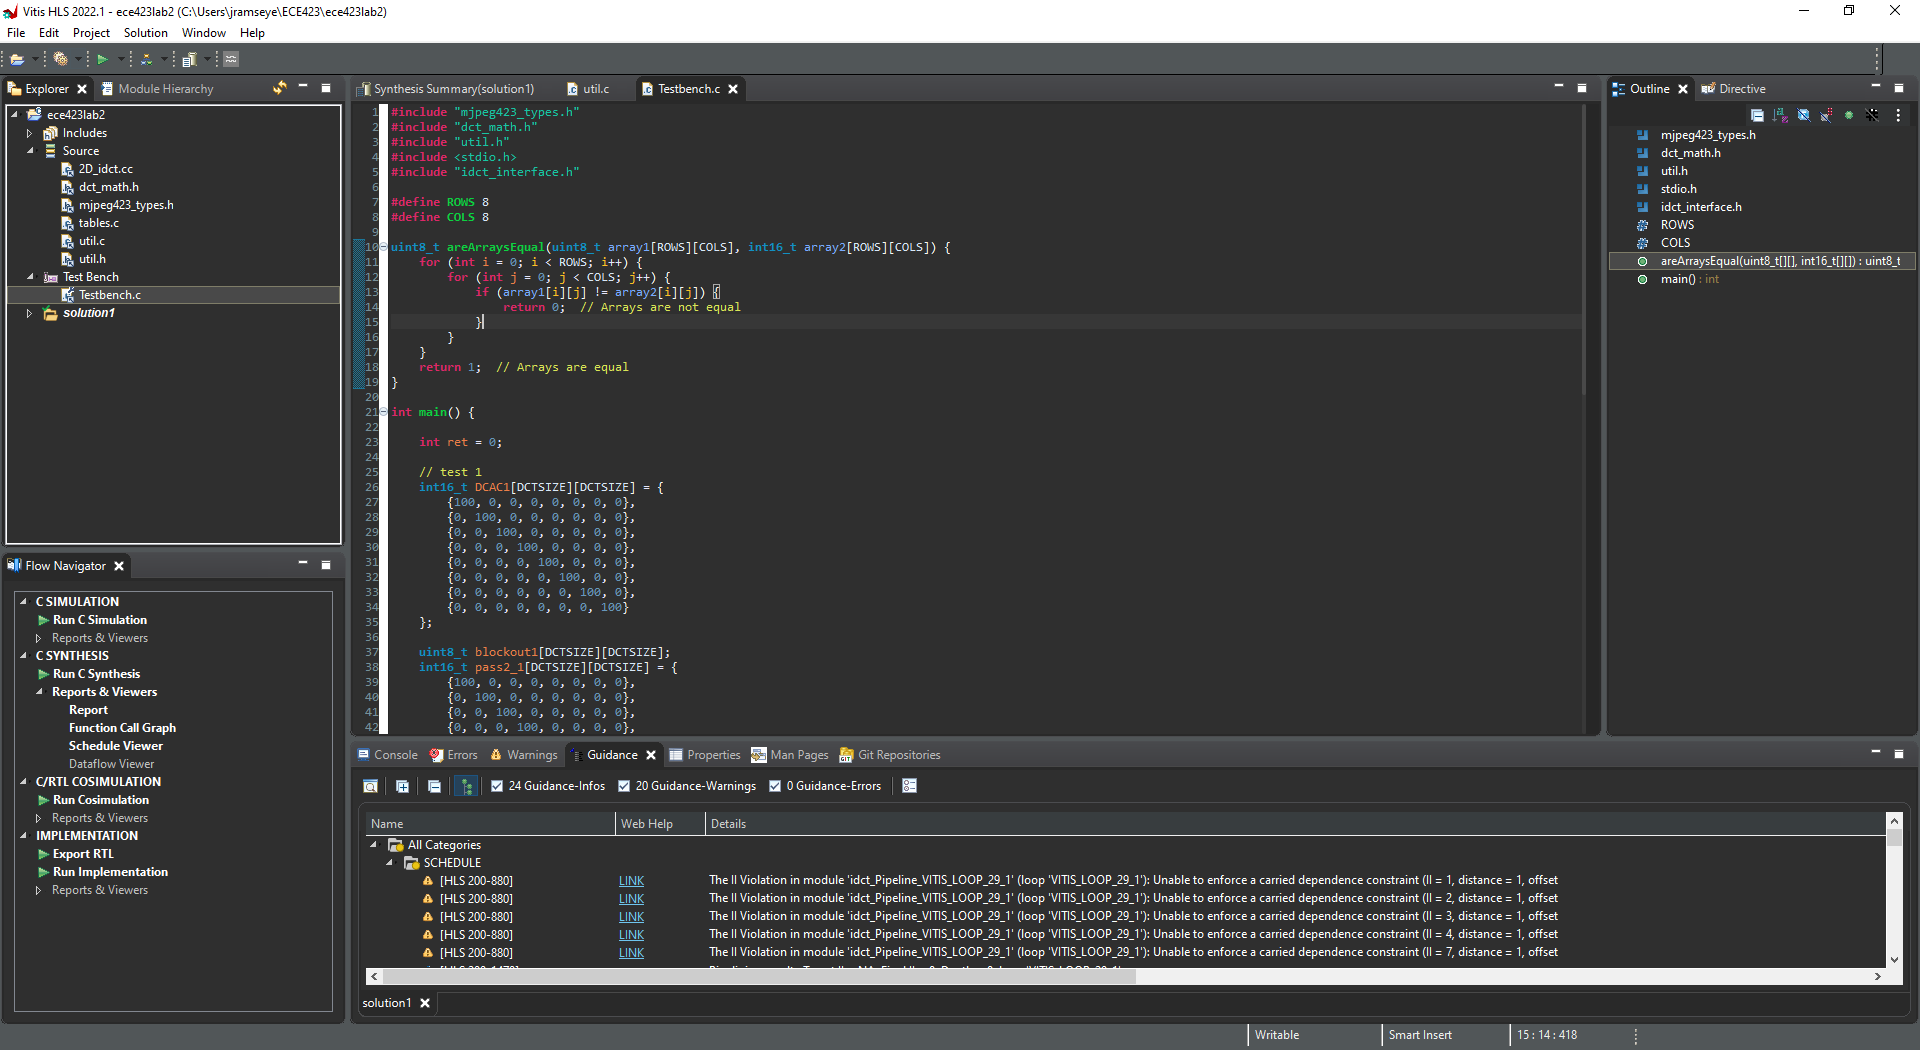 Vitis HLS 2022.1 - ece423lab2 (C:\Users\jramseye\ECE423\ece423lab2)
File Edit Project Solution Window Help
Explorer Module Hierarchy
ece423lab2
Includes
Source
2D_idct.cc
dct_math.h
mjpeg423_types.h
tables.c
util.c
util.h
Test Bench
Testbench.c
solution1
Flow Navigator
C SIMULATION
Run C Simulation
Reports & Viewers
C SYNTHESIS
Run C Synthesis
Reports & Viewers
Report
Function Call Graph
Schedule Viewer
Dataflow Viewer
C/RTL COSIMULATION
Run Cosimulation
Reports & Viewers
IMPLEMENTATION
Export RTL
Run Implementation
Reports & Viewers
Synthesis Summary(solution1) util.c Testbench.c
1 #include "mjpeg423_types.h"
2 #include "dct_math.h"
3 #include "util.h"
4 #include <stdio.h>
5 #include "idct_interface.h"
6
7 #define ROWS 8
8 #define COLS 8
9
10 uint8_t areArraysEqual(uint8_t array1[ROWS][COLS], int16_t array2[ROWS][COLS]) {
11     for (int i = 0; i < ROWS; i++) {
12         for (int j = 0; j < COLS; j++) {
13             if (array1[i][j] != array2[i][j]) {
14                 return 0;  // Arrays are not equal
15             }
16         }
17     }
18     return 1;  // Arrays are equal
19 }
20
21 int main() {
22
23     int ret = 0;
24
25     // test 1
26     int16_t DCAC1[DCTSIZE][DCTSIZE] = {
27         {100, 0, 0, 0, 0, 0, 0, 0},
28         {0, 100, 0, 0, 0, 0, 0, 0},
29         {0, 0, 100, 0, 0, 0, 0, 0},
30         {0, 0, 0, 100, 0, 0, 0, 0},
31         {0, 0, 0, 0, 100, 0, 0, 0},
32         {0, 0, 0, 0, 0, 100, 0, 0},
33         {0, 0, 0, 0, 0, 0, 100, 0},
34         {0, 0, 0, 0, 0, 0, 0, 100}
35     };
36
37     uint8_t blockout1[DCTSIZE][DCTSIZE];
38     int16_t pass2_1[DCTSIZE][DCTSIZE] = {
39         {100, 0, 0, 0, 0, 0, 0, 0},
40         {0, 100, 0, 0, 0, 0, 0, 0},
41         {0, 0, 100, 0, 0, 0, 0, 0},
42         {0, 0, 0, 100, 0, 0, 0, 0},
Outline Directive
mjpeg423_types.h
dct_math.h
util.h
stdio.h
idct_interface.h
ROWS
COLS
areArraysEqual(uint8_t[][], int16_t[][]) : uint8_t
main() : int
Console Errors Warnings Guidance Properties Man Pages Git Repositories
24 Guidance-Infos 20 Guidance-Warnings 0 Guidance-Errors
Name Web Help Details
All Categories
SCHEDULE
[HLS 200-880] LINK The II Violation in module 'idct_Pipeline_VITIS_LOOP_29_1' (loop 'VITIS_LOOP_29_1'): Unable to enforce a carried dependence constraint (II = 1, distance = 1, offset
[HLS 200-880] LINK The II Violation in module 'idct_Pipeline_VITIS_LOOP_29_1' (loop 'VITIS_LOOP_29_1'): Unable to enforce a carried dependence constraint (II = 2, distance = 1, offset
[HLS 200-880] LINK The II Violation in module 'idct_Pipeline_VITIS_LOOP_29_1' (loop 'VITIS_LOOP_29_1'): Unable to enforce a carried dependence constraint (II = 3, distance = 1, offset
[HLS 200-880] LINK The II Violation in module 'idct_Pipeline_VITIS_LOOP_29_1' (loop 'VITIS_LOOP_29_1'): Unable to enforce a carried dependence constraint (II = 4, distance = 1, offset
[HLS 200-880] LINK The II Violation in module 'idct_Pipeline_VITIS_LOOP_29_1' (loop 'VITIS_LOOP_29_1'): Unable to enforce a carried dependence constraint (II = 7, distance = 1, offset
solution1
Writable Smart Insert 15 : 14 : 418